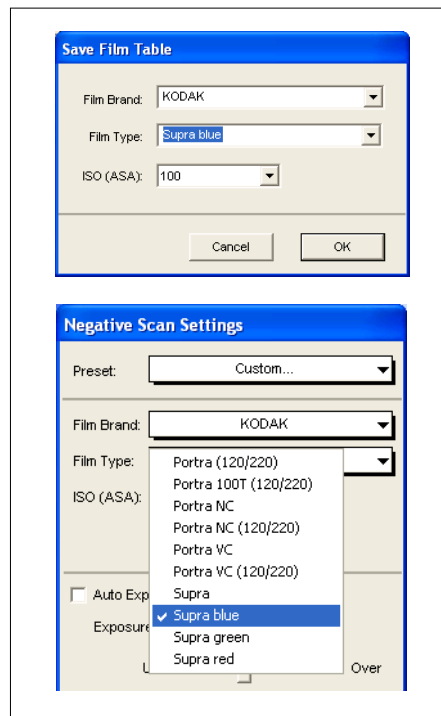 Save Film Table
Film Brand: KODAK
Film Type: Supra blue
ISO (ASA): 100
Cancel OK
Negative Scan Settings
Preset: Custom...
Film Brand: KODAK
Film Type:
Portra (120/220)
Portra 100T (120/220)
ISO (ASA):
Portra NC
Portra NC (120/220)
Portra VC
Portra VC (120/220)
Auto Exp
Supra
Supra blue
Exposure
Supra green
Supra red
U Over